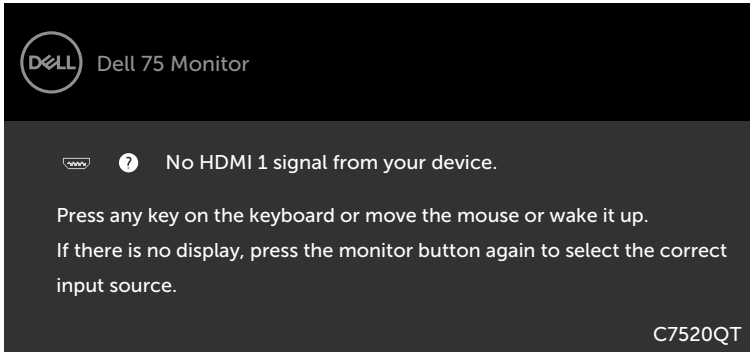 DELL Dell 75 Monitor
? No HDMI 1 signal from your device.
Press any key on the keyboard or move the mouse or wake it up.
If there is no display, press the monitor button again to select the correct
input source.
C7520QT